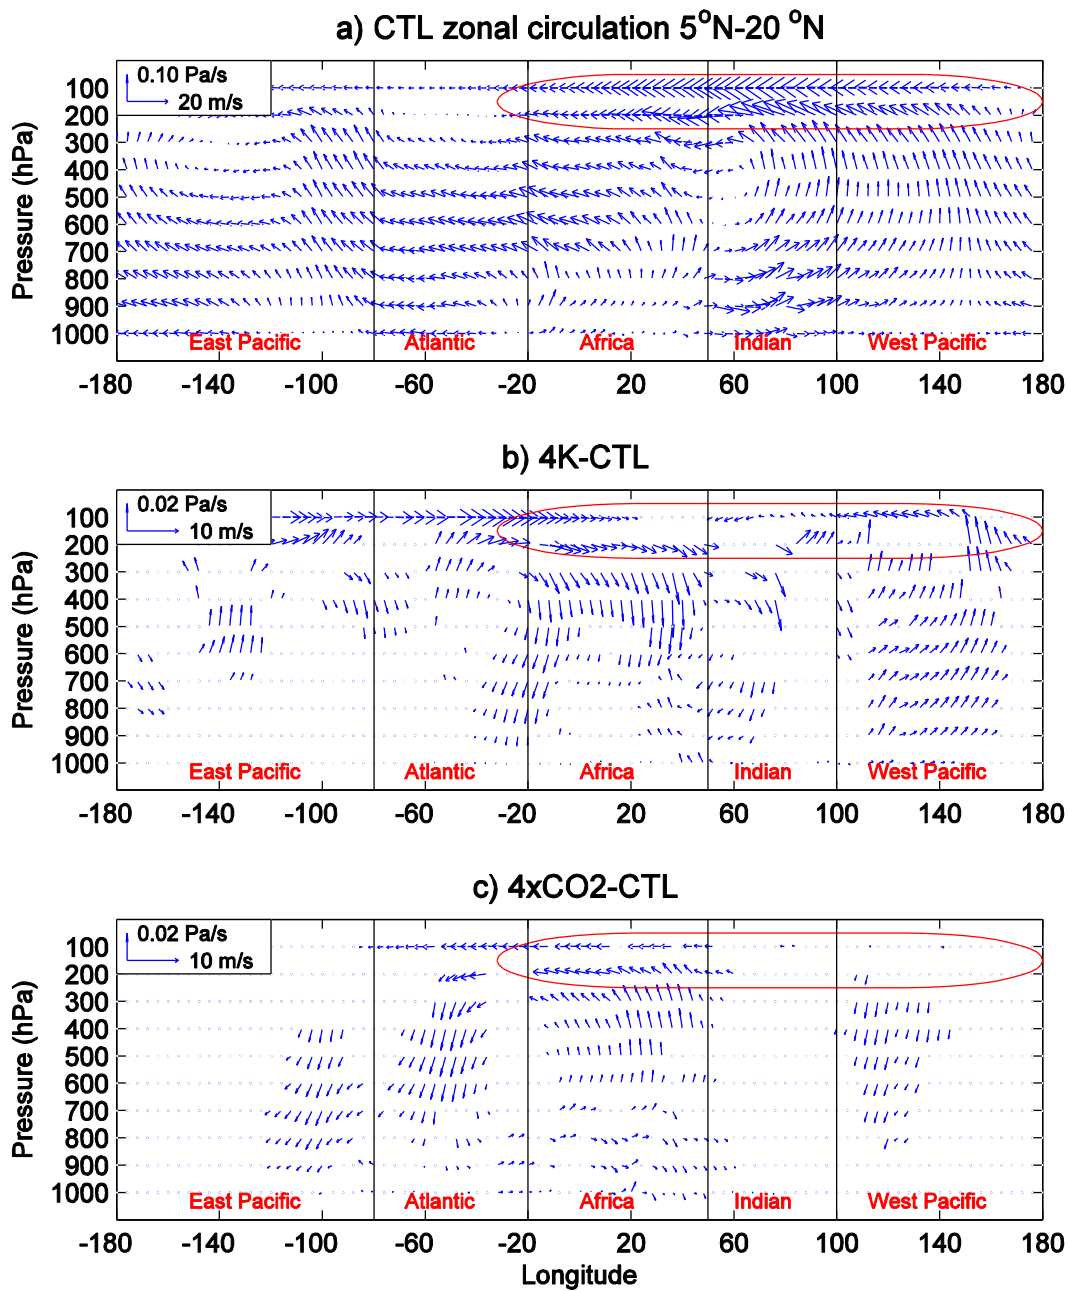 a) CTL zonal circulation 5°N-20 °N
0.10 Pa/s
20 m/s
Pressure (hPa)
100
200
300
400
500
600
700
800
900
1000
East Pacific Atlantic Africa Indian West Pacific
-180 -140 -100 -60 -20 20 60 100 140 180
b) 4K-CTL
0.02 Pa/s
10 m/s
Pressure (hPa)
100
200
300
400
500
600
700
800
900
1000
East Pacific Atlantic Africa Indian West Pacific
-180 -140 -100 -60 -20 20 60 100 140 180
c) 4xCO2-CTL
0.02 Pa/s
10 m/s
Pressure (hPa)
100
200
300
400
500
600
700
800
900
1000
East Pacific Atlantic Africa Indian West Pacific
-180 -140 -100 -60 -20 20 60 100 140 180
Longitude